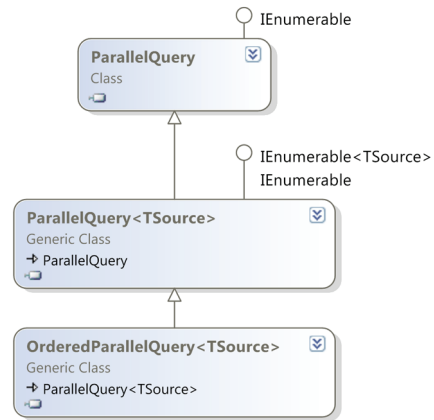 IEnumerable
ParallelQuery
Class
IEnumerable<TSource>
IEnumerable
ParallelQuery<TSource>
Generic Class
ParallelQuery
OrderedParallelQuery<TSource>
Generic Class
ParallelQuery<TSource>